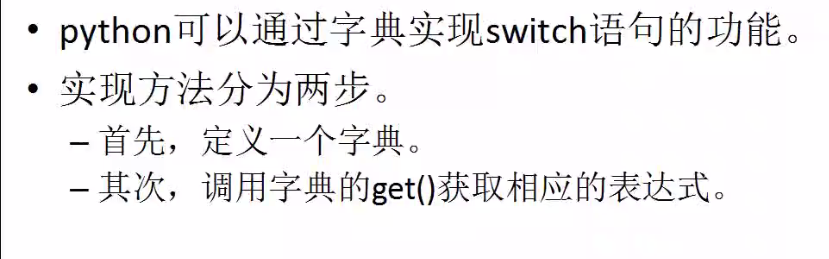 • python可以通过字典实现switch语句的功能。
• 实现方法分为两步。
– 首先，定义一个字典。
– 其次，调用字典的get()获取相应的表达式。